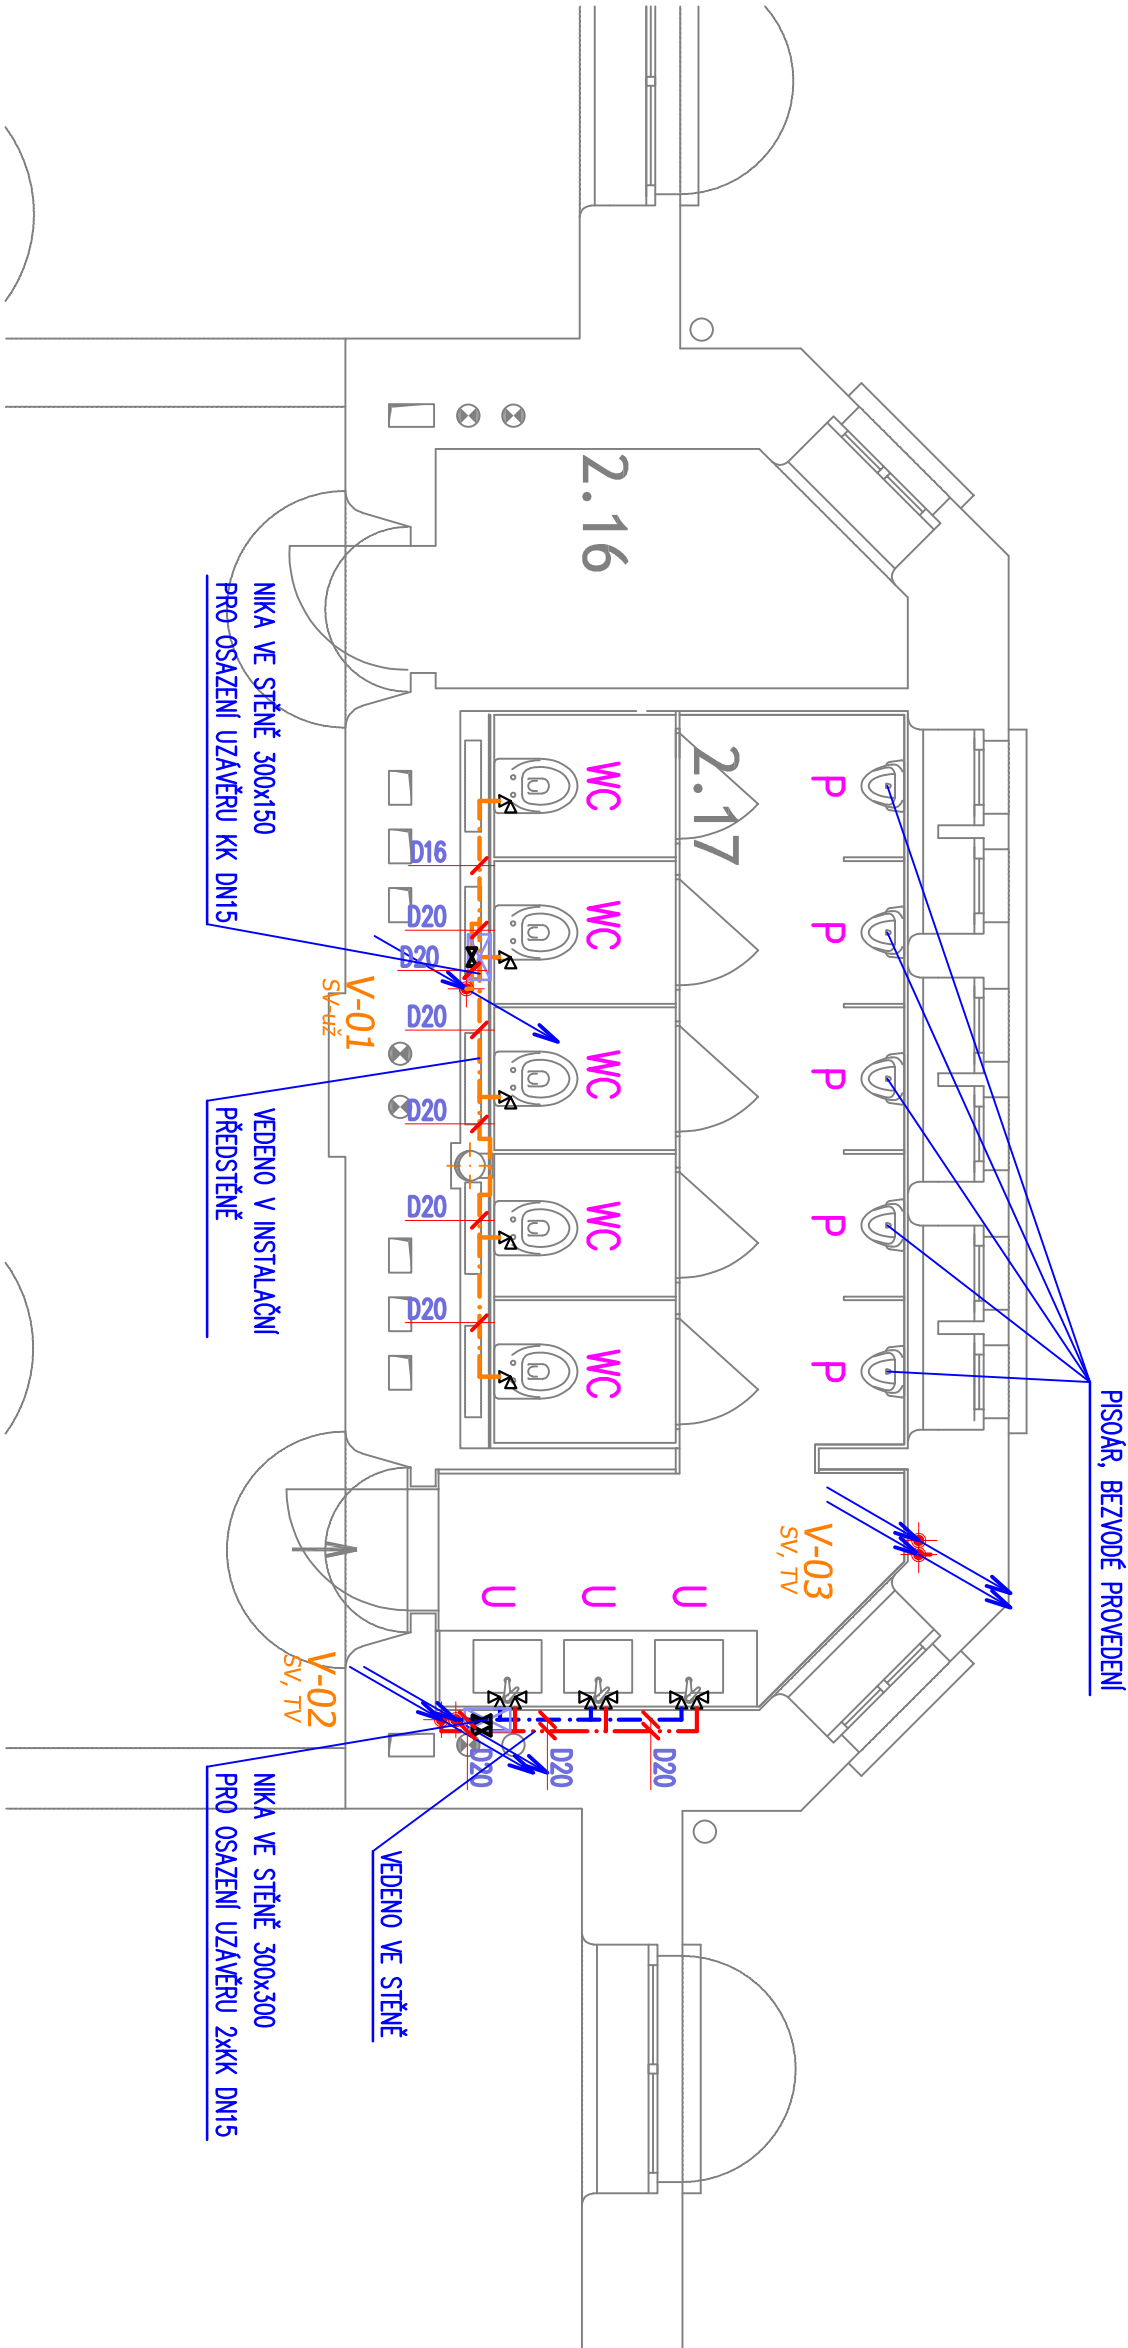 PISOÁR, BEZVODÉ PROVEDENÍ
P
P
P
P
P
2.16
2.17
WC
WC
WC
WC
WC
V-03
SV, TV
U
U
U
D16
D20
D20
D20
D20
D20
D20
V-01
SV-už
V-02
SV, TV
D20
D20
D20
NIKA VE STĚNĚ 300x150
PRO OSAZENÍ UZÁVĚRU KK DN15
VEDENO V INSTALAČNÍ
PŘEDSTĚNĚ
VEDENO VE STĚNĚ
NIKA VE STĚNĚ 300x300
PRO OSAZENÍ UZÁVĚRU 2xKK DN15